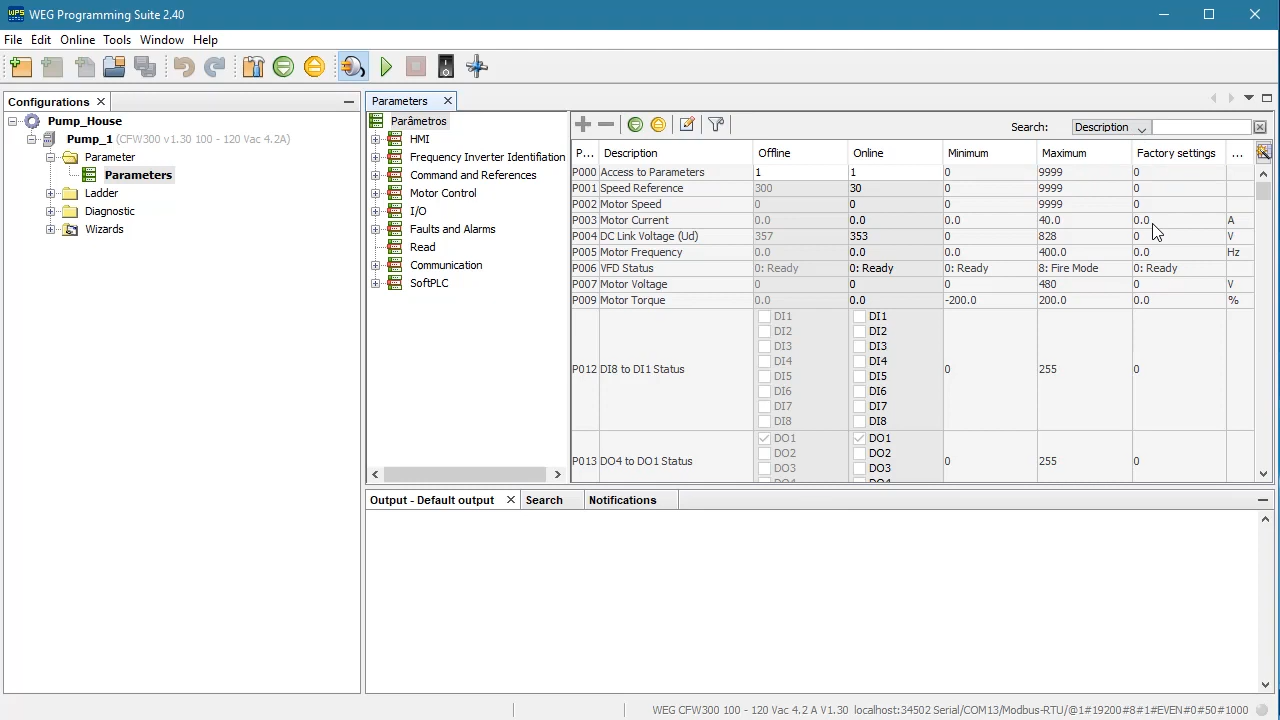 WPS WEG Programming Suite 2.40
File Edit Online Tools Window Help
Configurations
Pump_House
Pump_1 (CFW300 v1.30 100 - 120 Vac 4.2A)
Parameter
Parameters
Ladder
Diagnostic
Wizards
Parameters
Parâmetros
HMI
Frequency Inverter Identifiation
Command and References
Motor Control
I/O
Faults and Alarms
Read
Communication
SoftPLC
Search: Description
P... Description Offline Online Minimum Maximn Factory settings ...
P000 Access to Parameters 1 1 0 9999 0
P001 Speed Reference 300 30 0 9999 0
P002 Motor Speed 0 0 0 9999 0
P003 Motor Current 0.0 0.0 0.0 40.0 0.0 A
P004 DC Link Voltage (Ud) 357 353 0 828 0 V
P005 Motor Frequency 0.0 0.0 0.0 400.0 0.0 Hz
P006 VFD Status 0: Ready 0: Ready 0: Ready 8: Fire Mode 0: Ready
P007 Motor Voltage 0 0 0 480 0 V
P009 Motor Torque 0.0 0.0 -200.0 200.0 0.0 %
DI1 DI1
DI2 DI2
DI3 DI3
DI4 DI4
P012 DI8 to DI1 Status 0 255 0
DI5 DI5
DI6 DI6
DI7 DI7
DI8 DI8
DO1 DO1
DO2 DO2
P013 DO4 to DO1 Status 0 255 0
DO3 DO3
DO4 DO4
Output - Default output Search Notifications
WEG CFW300 100 - 120 Vac 4.2 A V1.30 localhost:34502 Serial/COM13/Modbus-RTU/@1#19200#8#1#EVEN#0#50#1000